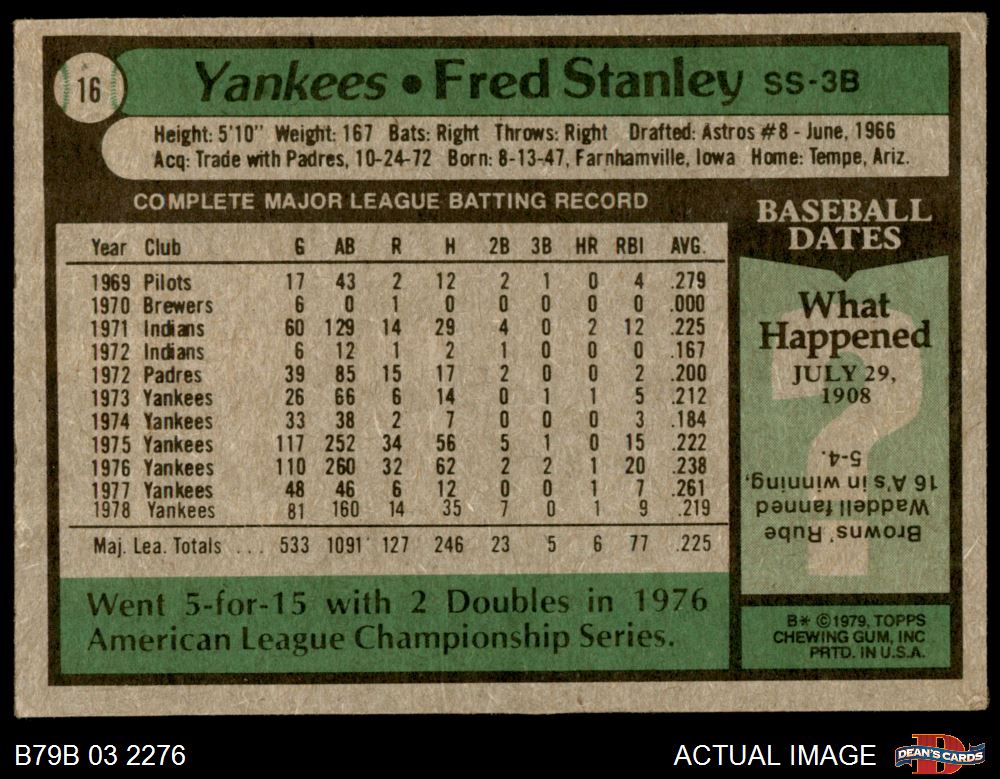 16
Yankees • Fred Stanley SS-3B
Height: 5'10" Weight: 167 Bats: Right Throws: Right Drafted: Astros #8 - June, 1966
Acq: Trade with Padres, 10-24-72 Born: 8-13-47, Farnhamville, Iowa Home: Tempe, Ariz.
COMPLETE MAJOR LEAGUE BATTING RECORD
Year Club G AB R H 2B 3B HR RBI AVG.
1969 Pilots 17 43 2 12 2 1 0 4 .279
1970 Brewers 6 0 1 0 0 0 0 0 .000
1971 Indians 60 129 14 29 4 0 2 12 .225
1972 Indians 6 12 1 2 1 0 0 0 .167
1972 Padres 39 85 15 17 2 0 0 2 .200
1973 Yankees 26 66 6 14 0 1 1 5 .212
1974 Yankees 33 38 2 7 0 0 0 3 .184
1975 Yankees 117 252 34 56 5 1 0 15 .222
1976 Yankees 110 260 32 62 2 2 1 20 .238
1977 Yankees 48 46 6 12 0 0 1 7 .261
1978 Yankees 81 160 14 35 7 0 1 9 .219
Maj. Lea. Totals . . . 533 1091 127 246 23 5 6 77 .225
Went 5-for-15 with 2 Doubles in 1976
American League Championship Series.
BASEBALL
DATES
What
Happened
JULY 29,
1908
?
Browns' Rube
Waddell fanned
16 A's in winning,
5-4.
B* ©1979, TOPPS
CHEWING GUM, INC
PRTD. IN U.S.A.
B79B 03 2276
ACTUAL IMAGE
D
DEAN'S CARDS